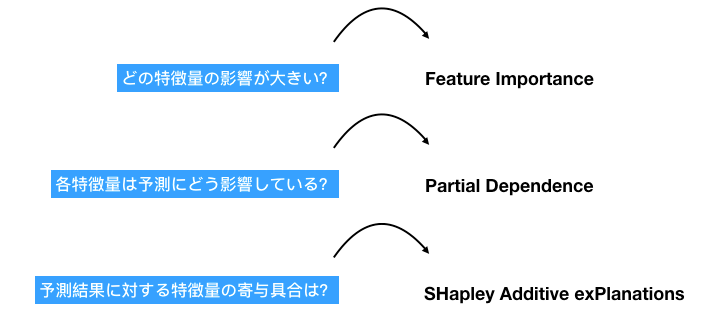 どの特徴量の影響が大きい?
Feature Importance
各特徴量は予測にどう影響している?
Partial Dependence
予測結果に対する特徴量の寄与具合は?
SHapley Additive exPlanations